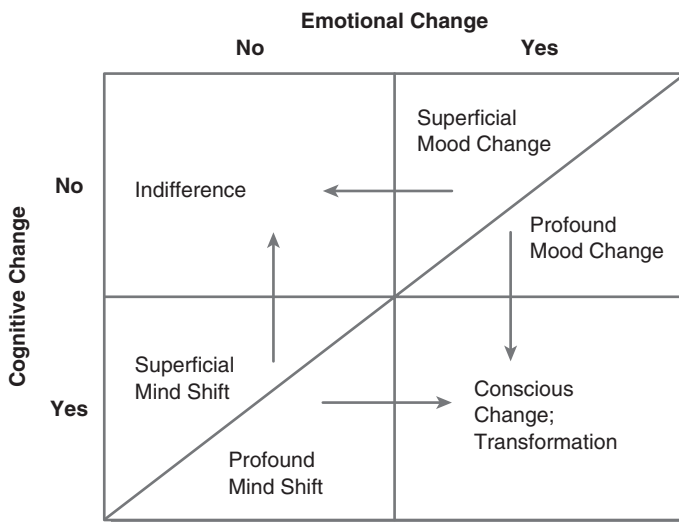 Emotional Change
No Yes
Superficial
Mood Change
No
Indifference
Profound
Mood Change
Cognitive Change
Superficial
Mind Shift
Yes
Conscious
Change;
Transformation
Profound
Mind Shift